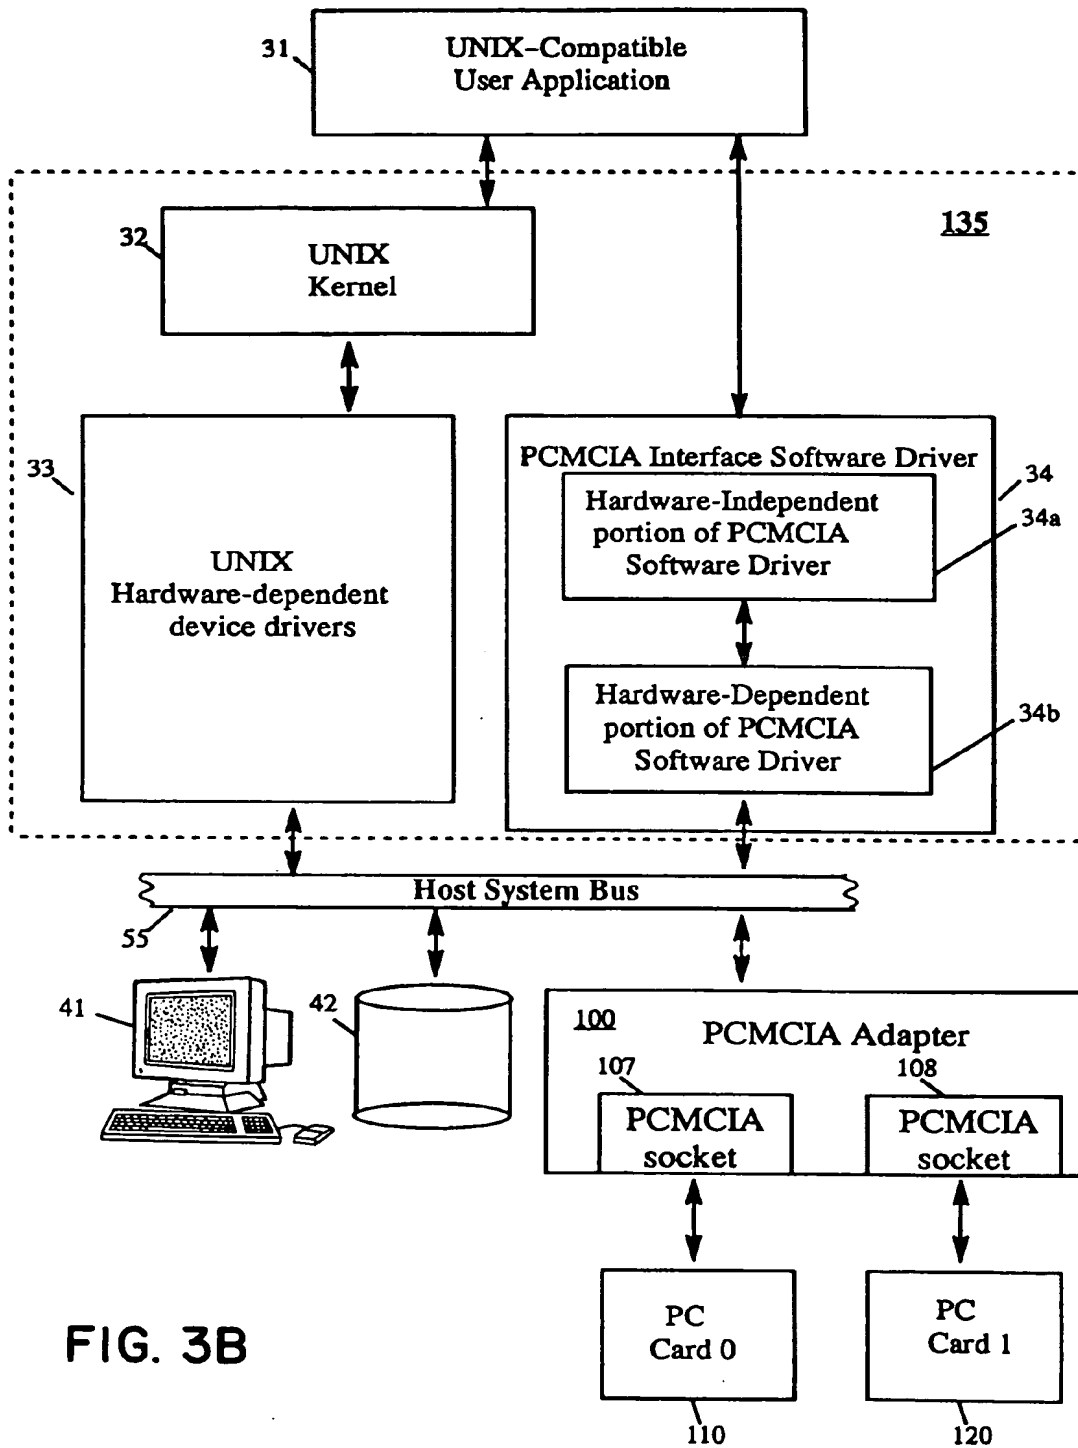 31
UNIX-Compatible
User Application
135
32
UNIX
Kernel
33
UNIX
Hardware-dependent
device drivers
PCMCIA Interface Software Driver
34
Hardware-Independent
portion of PCMCIA
Software Driver
34a
Hardware-Dependent
portion of PCMCIA
Software Driver
34b
Host System Bus
55
41
42
100
PCMCIA Adapter
107
PCMCIA
socket
108
PCMCIA
socket
PC
Card 0
110
PC
Card 1
120
FIG. 3B